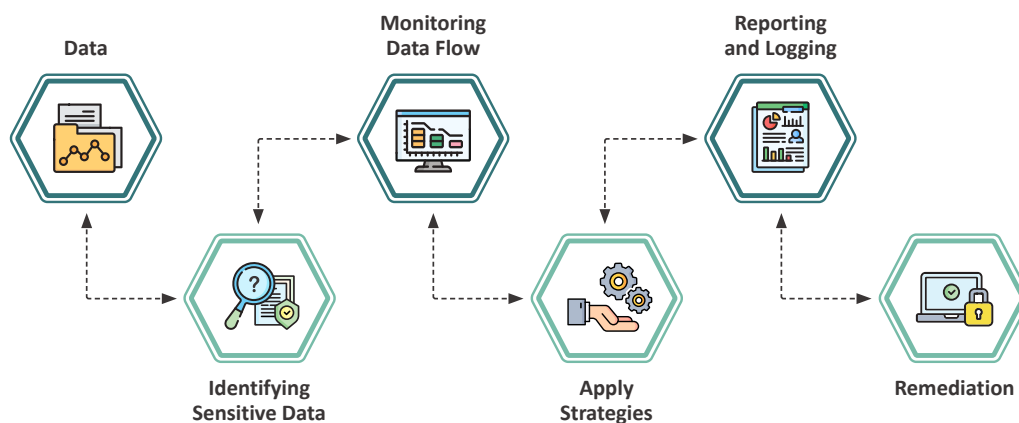 Data
Monitoring
Data Flow
Reporting
and Logging
?
Identifying
Sensitive Data
Apply
Strategies
Remediation